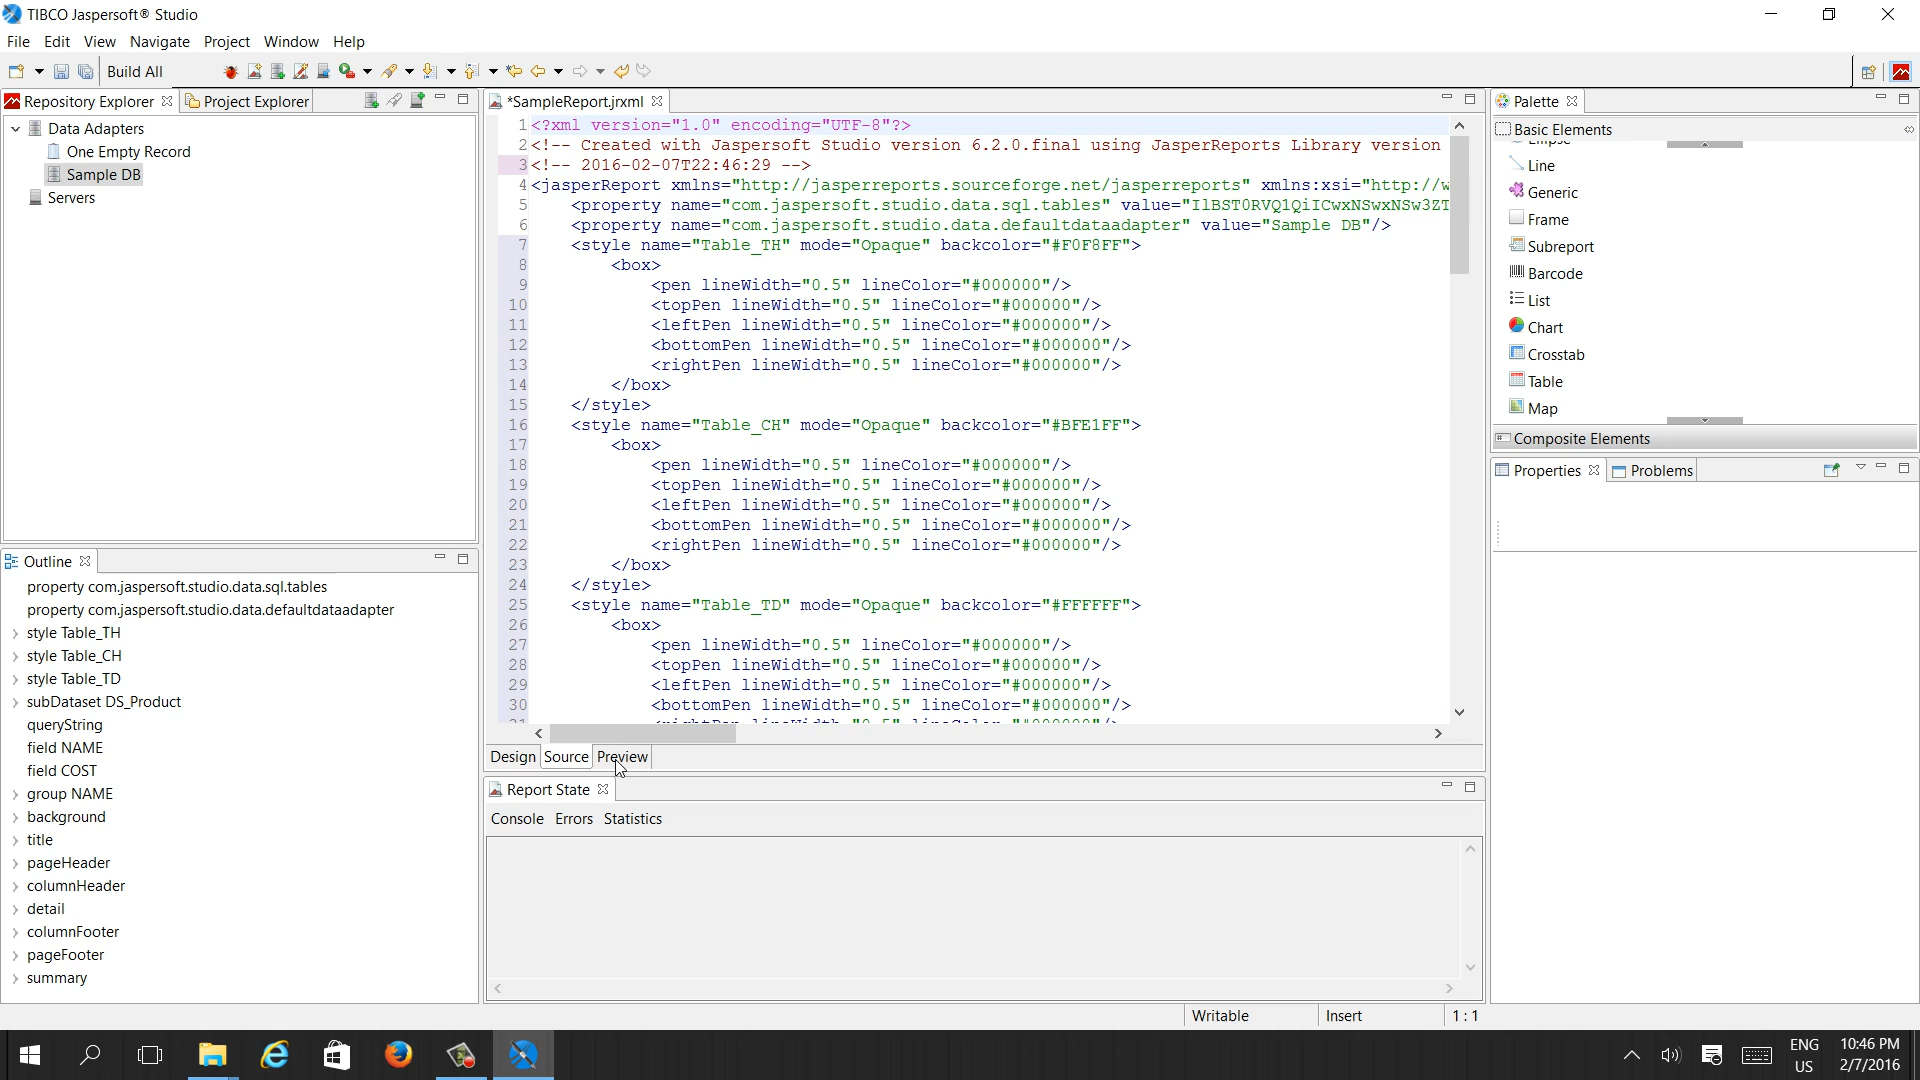 TIBCO Jaspersoft® Studio
File Edit View Navigate Project Window Help
Build All
Repository Explorer
Project Explorer
Data Adapters
One Empty Record
Sample DB
Servers
Outline
property com.jaspersoft.studio.data.sql.tables
property com.jaspersoft.studio.data.defaultdataadapter
style Table_TH
style Table_CH
style Table_TD
subDataset DS_Product
queryString
field NAME
field COST
group NAME
background
title
pageHeader
columnHeader
detail
columnFooter
pageFooter
summary
*SampleReport.jrxml
1 <?xml version="1.0" encoding="UTF-8"?>
2 <!-- Created with Jaspersoft Studio version 6.2.0.final using JasperReports Library version
3 <!-- 2016-02-07T22:46:29 -->
4 <jasperReport xmlns="http://jasperreports.sourceforge.net/jasperreports" xmlns:xsi="http://w
5 <property name="com.jaspersoft.studio.data.sql.tables" value="IlBST0RVQ1QiICwxNSwxNSw3ZT
6 <property name="com.jaspersoft.studio.data.defaultdataadapter" value="Sample DB"/>
7 <style name="Table_TH" mode="Opaque" backcolor="#F0F8FF">
8 <box>
9 <pen lineWidth="0.5" lineColor="#000000"/>
10 <topPen lineWidth="0.5" lineColor="#000000"/>
11 <leftPen lineWidth="0.5" lineColor="#000000"/>
12 <bottomPen lineWidth="0.5" lineColor="#000000"/>
13 <rightPen lineWidth="0.5" lineColor="#000000"/>
14 </box>
15 </style>
16 <style name="Table_CH" mode="Opaque" backcolor="#BFE1FF">
17 <box>
18 <pen lineWidth="0.5" lineColor="#000000"/>
19 <topPen lineWidth="0.5" lineColor="#000000"/>
20 <leftPen lineWidth="0.5" lineColor="#000000"/>
21 <bottomPen lineWidth="0.5" lineColor="#000000"/>
22 <rightPen lineWidth="0.5" lineColor="#000000"/>
23 </box>
24 </style>
25 <style name="Table_TD" mode="Opaque" backcolor="#FFFFFF">
26 <box>
27 <pen lineWidth="0.5" lineColor="#000000"/>
28 <topPen lineWidth="0.5" lineColor="#000000"/>
29 <leftPen lineWidth="0.5" lineColor="#000000"/>
30 <bottomPen lineWidth="0.5" lineColor="#000000"/>
Design Source Preview
Report State
Console Errors Statistics
Palette
Basic Elements
Line
Generic
Frame
Subreport
Barcode
List
Chart
Crosstab
Table
Map
Composite Elements
Properties
Problems
Writable Insert 1 : 1
ENG
US
10:46 PM
2/7/2016